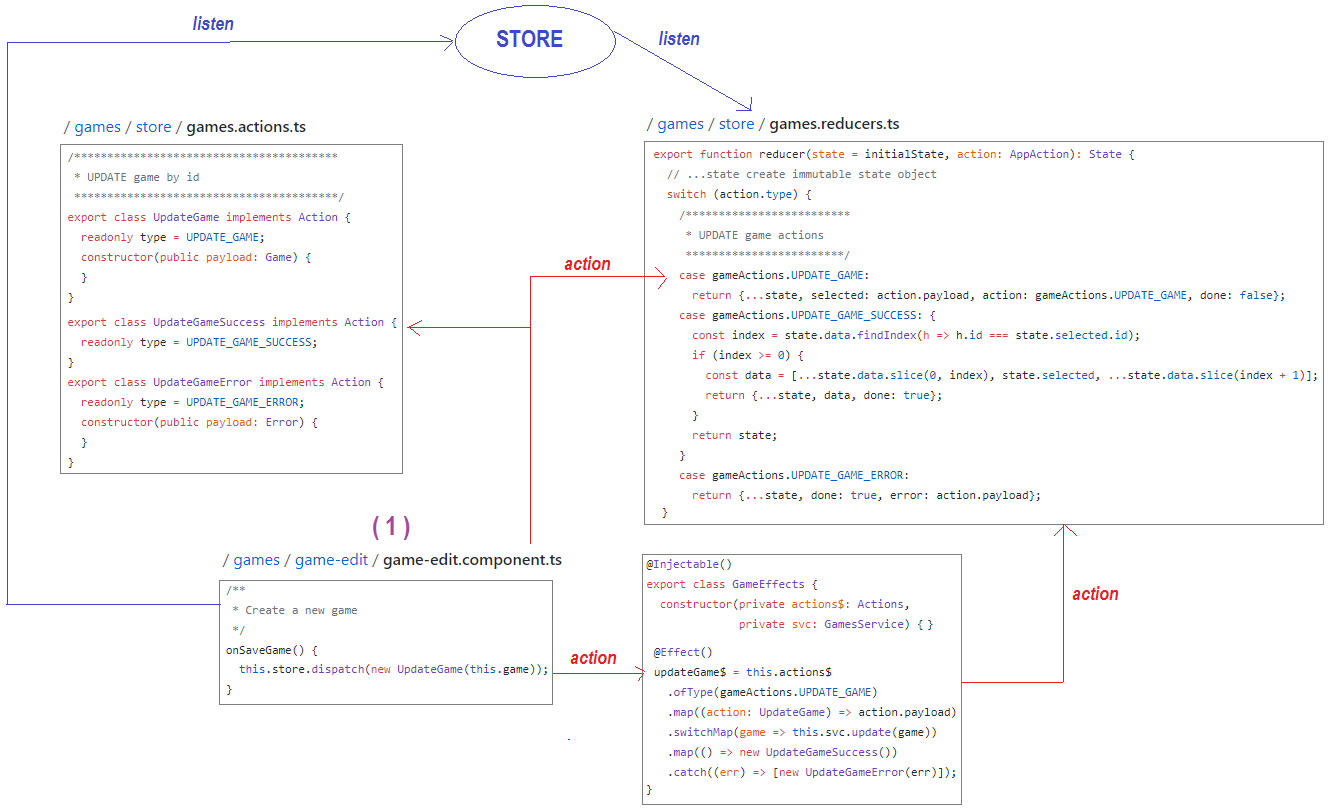 listen
STORE
listen
/ games / store / games.actions.ts
/****************************************
* UPDATE game by id
****************************************/
export class UpdateGame implements Action {
readonly type = UPDATE_GAME;
constructor(public payload: Game) {
}
}
export class UpdateGameSuccess implements Action {
readonly type = UPDATE_GAME_SUCCESS;
}
export class UpdateGameError implements Action {
readonly type = UPDATE_GAME_ERROR;
constructor(public payload: Error) {
}
}
/ games / store / games.reducers.ts
export function reducer(state = initialState, action: AppAction): State {
// ...state create immutable state object
switch (action.type) {
/*************************
* UPDATE game actions
************************/
case gameActions.UPDATE_GAME:
return {...state, selected: action.payload, action: gameActions.UPDATE_GAME, done: false};
case gameActions.UPDATE_GAME_SUCCESS: {
const index = state.data.findIndex(h => h.id === state.selected.id);
if (index >= 0) {
const data = [...state.data.slice(0, index), state.selected, ...state.data.slice(index + 1)];
return {...state, data, done: true};
}
return state;
}
case gameActions.UPDATE_GAME_ERROR:
return {...state, done: true, error: action.payload};
}
action
(1)
/ games / game-edit / game-edit.component.ts
/**
* Create a new game
*/
onSaveGame() {
this.store.dispatch(new UpdateGame(this.game));
}
action
@Injectable()
export class GameEffects {
constructor(private actions$: Actions,
private svc: GamesService) { }
@Effect()
updateGame$ = this.actions$
.ofType(gameActions.UPDATE_GAME)
.map((action: UpdateGame) => action.payload)
.switchMap(game => this.svc.update(game))
.map(() => new UpdateGameSuccess())
.catch((err) => [new UpdateGameError(err)]);
}
action